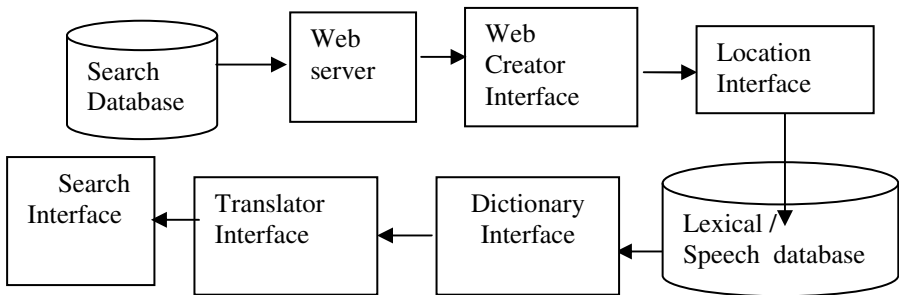 Search
Database
Web
server
Web
Creator
Interface
Location
Interface
Lexical /
Speech database
Dictionary
Interface
Translator
Interface
Search
Interface